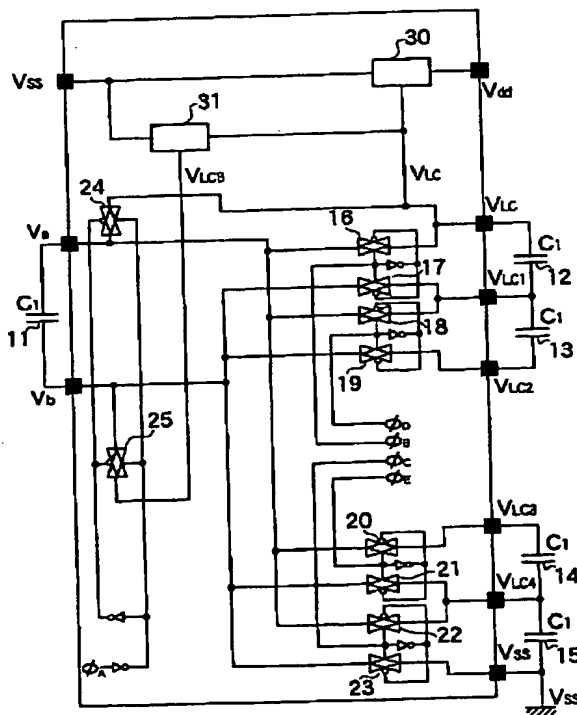 30
VSS
Vdd
31
VLCB
VLC
24
16
VLC
Va
C1
12
17
VLC1
C1
11
18
C1
13
19
Vb
VLC2
25
φD
φB
φC
φE
VLC3
20
C1
14
21
VLC4
22
C1
15
VSS
φA
23
VSS